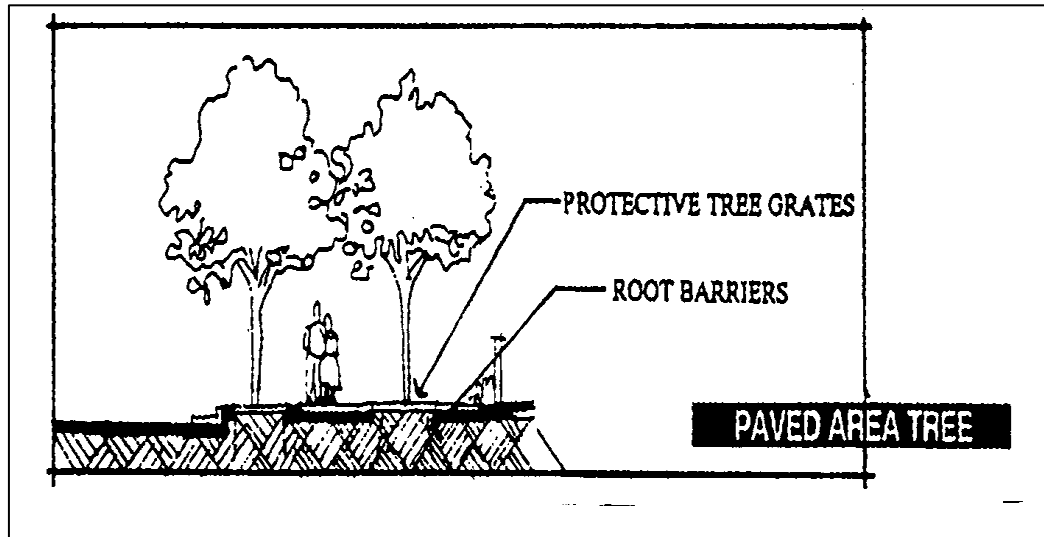 PROTECTIVE TREE GRATES
ROOT BARRIERS
PAVED AREA TREE